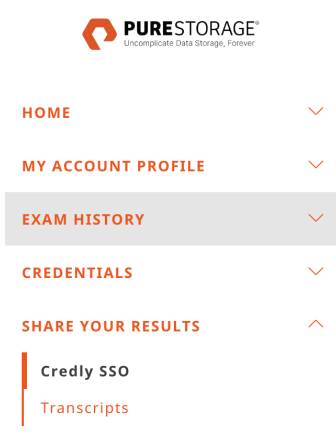 PURESTORAGE®
Uncomplicate Data Storage, Forever
HOME
MY ACCOUNT PROFILE
EXAM HISTORY
CREDENTIALS
SHARE YOUR RESULTS
Credly SSO
Transcripts